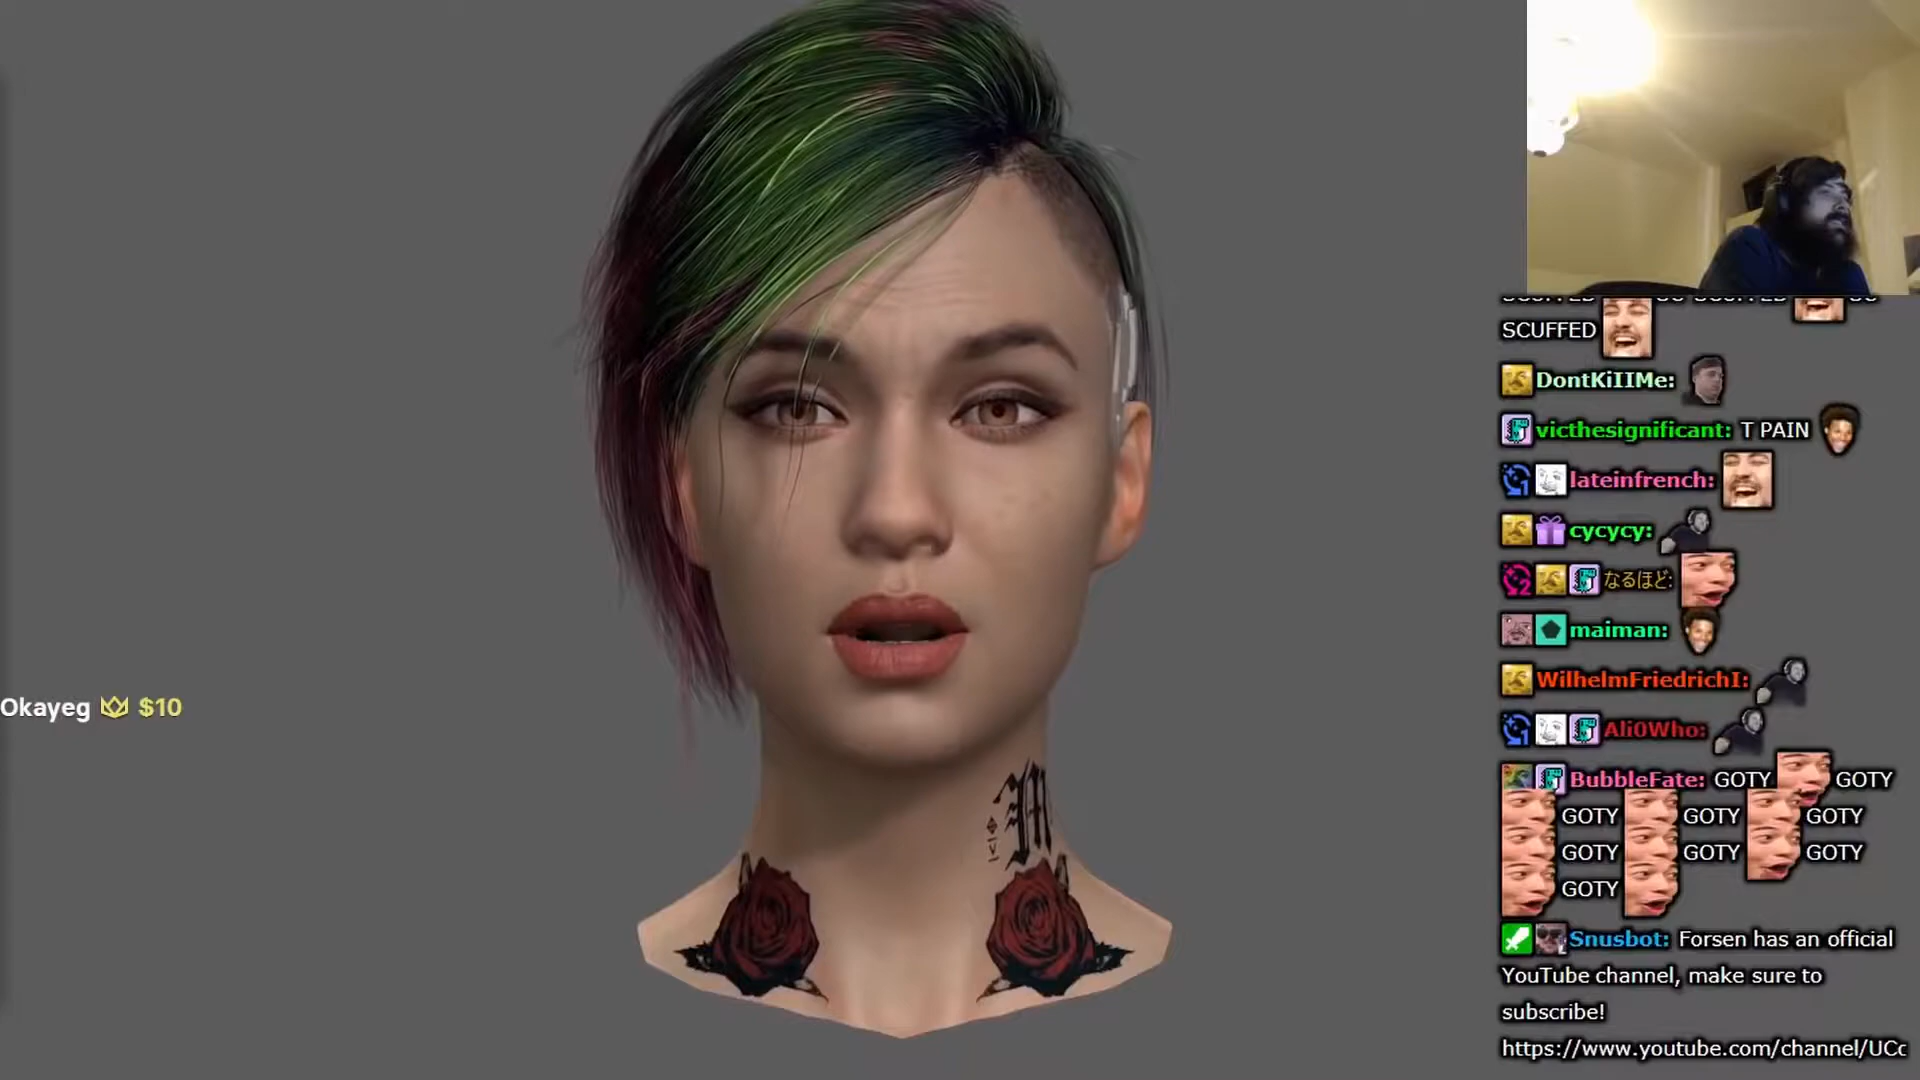 SCUFFED
DontKiIIMe:
victhesignificant: T PAIN
lateinfrench:
cycycy:
なるほど:
maiman:
WilhelmFriedrichI:
Okayeg $10
Ali0Who:
BubbleFate: GOTY GOTY
GOTY GOTY GOTY
GOTY GOTY GOTY
GOTY
Snusbot: Forsen has an official
YouTube channel, make sure to
subscribe!
https://www.youtube.com/channel/UCc